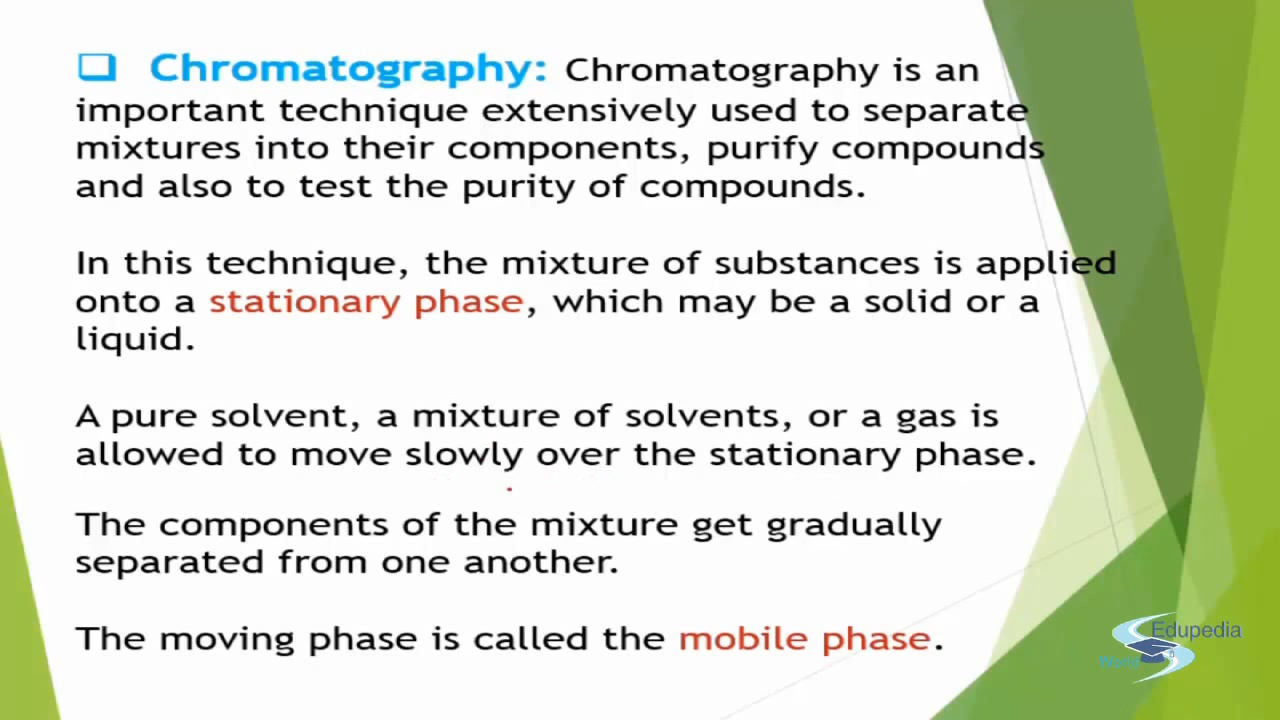 Chromatography: Chromatography is an
important technique extensively used to separate
mixtures into their components, purify compounds
and also to test the purity of compounds.
In this technique, the mixture of substances is applied
onto a stationary phase, which may be a solid or a
liquid.
A pure solvent, a mixture of solvents, or a gas is
allowed to move slowly over the stationary phase.
The components of the mixture get gradually
separated from one another.
The moving phase is called the mobile phase.
Edupedia
World